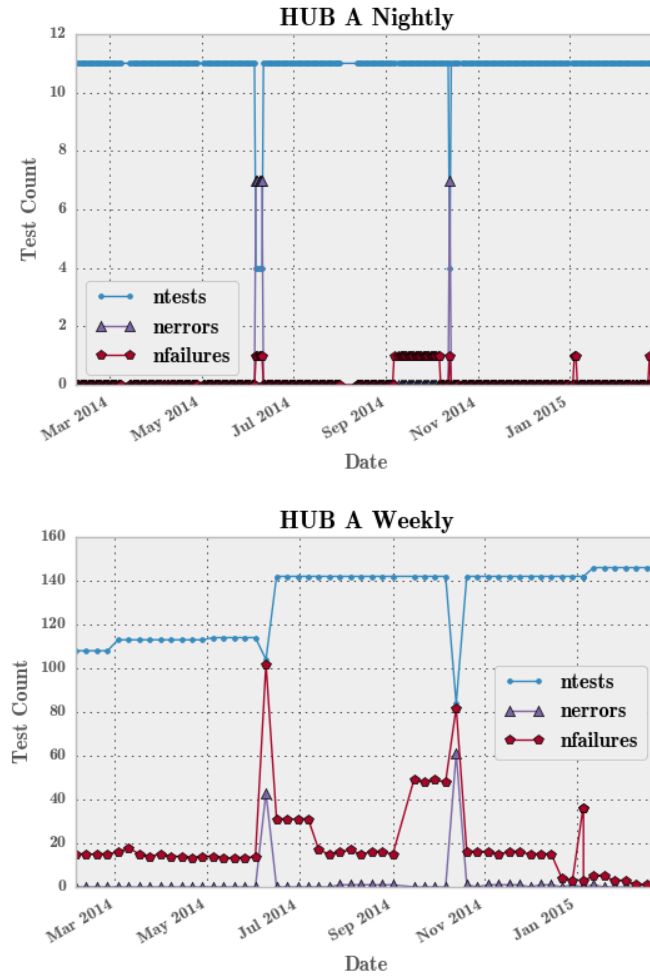 HUB A Nightly
12
10
8
6
4
2
0
Test Count
ntests
nerrors
nfailures
Mar 2014
May 2014
Jul 2014
Sep 2014
Nov 2014
Jan 2015
Date
HUB A Weekly
160
140
120
100
80
60
40
20
0
Test Count
ntests
nerrors
nfailures
Mar 2014
May 2014
Jul 2014
Sep 2014
Nov 2014
Jan 2015
Date